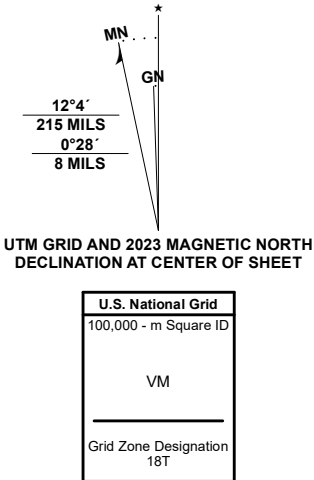 ★
MN
GN
12°4´
215 MILS
0°28´
8 MILS
UTM GRID AND 2023 MAGNETIC NORTH
DECLINATION AT CENTER OF SHEET
U.S. National Grid
100,000 - m Square ID
VM
Grid Zone Designation
18T